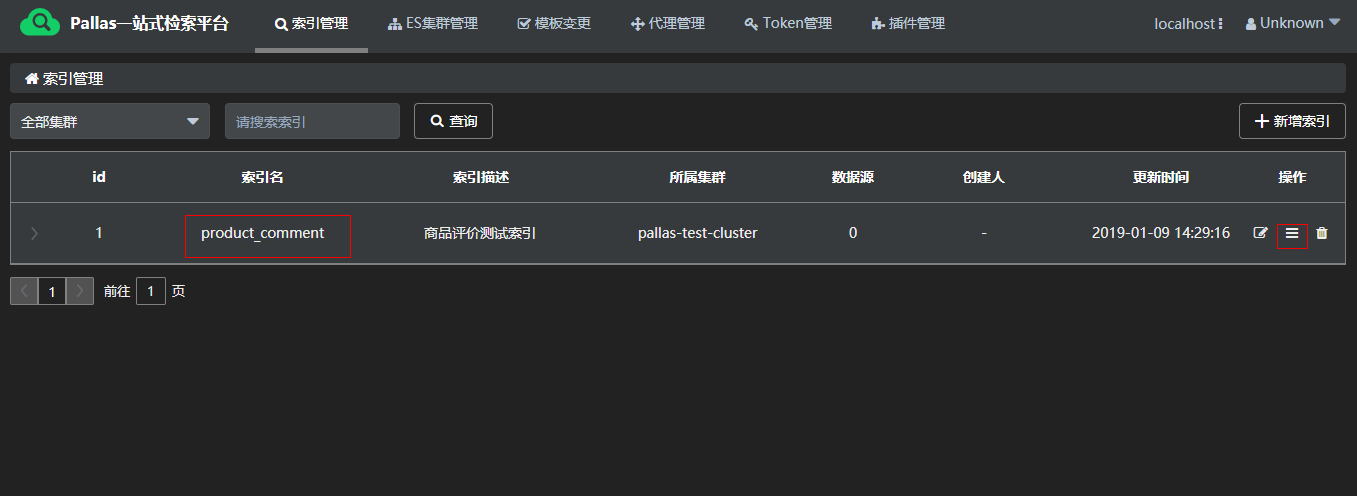 Pallas一站式检索平台 索引管理 ES集群管理 模板变更 代理管理 Token管理 插件管理 localhost Unknown
索引管理
全部集群 请搜索索引 查询 新增索引
id 索引名 索引描述 所属集群 数据源 创建人 更新时间 操作
1 product_comment 商品评价测试索引 pallas-test-cluster 0 - 2019-01-09 14:29:16
1 前往 1 页